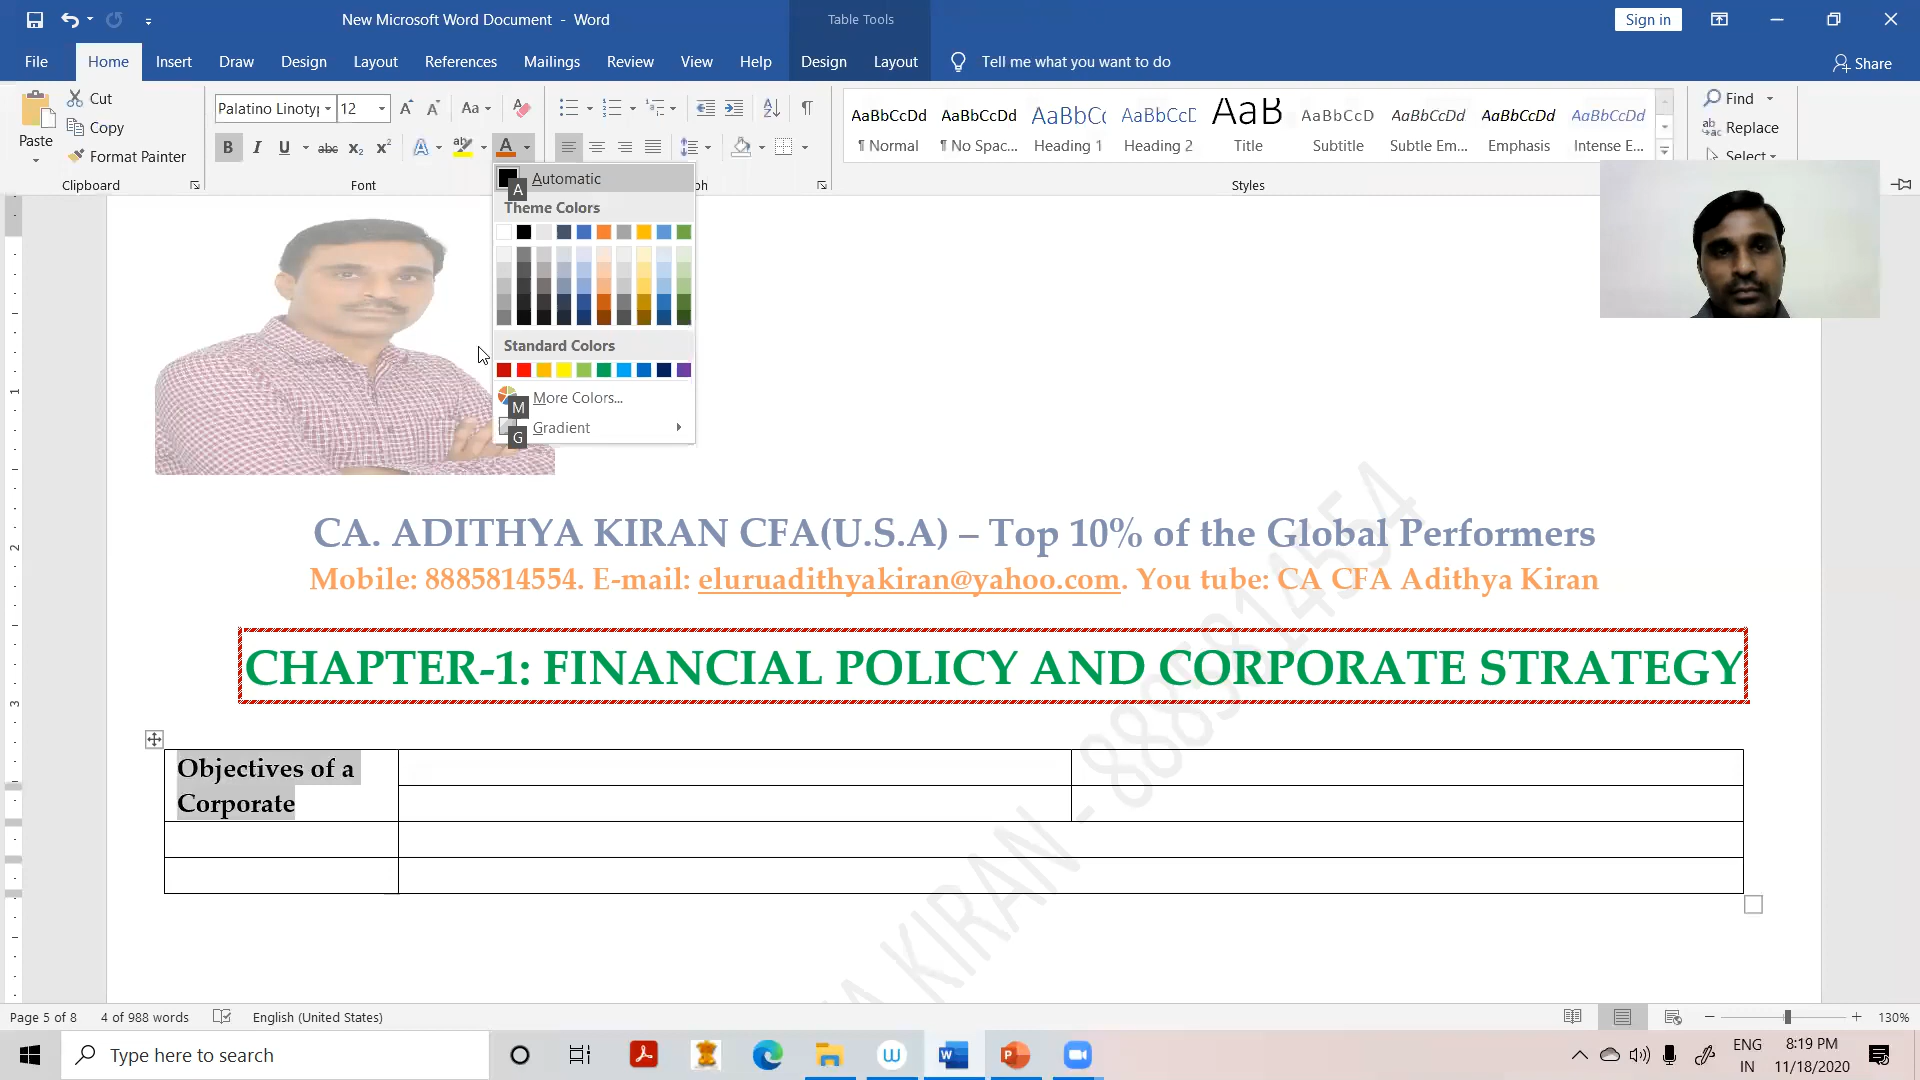 New Microsoft Word Document - Word
Table Tools
Sign in
File
Home
Insert
Draw
Design
Layout
References
Mailings
Review
View
Help
Design
Layout
Tell me what you want to do
Share
Paste
Cut
Copy
Format Painter
Clipboard
Palatino Linoty
12
Font
AaBbCcDd
¶ Normal
AaBbCcDd
¶ No Spac...
AaBbC
Heading 1
AaBbCcD
Heading 2
AaB
Title
AaBbCcD
Subtitle
AaBbCcDd
Subtle Em...
AaBbCcDd
Emphasis
AaBbCcDd
Intense E...
Styles
Find
Replace
Select
Automatic
A
Theme Colors
Standard Colors
More Colors...
M
Gradient
G
CA. ADITHYA KIRAN CFA(U.S.A) – Top 10% of the Global Performers
Mobile: 8885814554. E-mail: eluruadithyakiran@yahoo.com. You tube: CA CFA Adithya Kiran
CHAPTER-1: FINANCIAL POLICY AND CORPORATE STRATEGY
Objectives of a
Corporate
KIRAN - 8885814554
Page 5 of 8
4 of 988 words
English (United States)
130%
Type here to search
ENG
IN
8:19 PM
11/18/2020